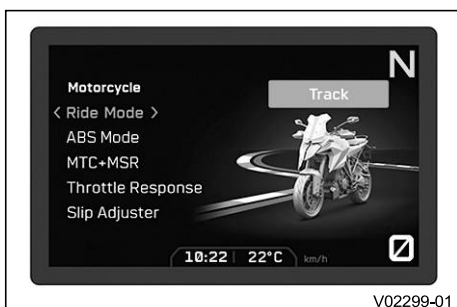 N
Motorcycle
Track
< Ride Mode >
ABS Mode
MTC+MSR
Throttle Response
Slip Adjuster
10:22 22°C km/h
0
V02299-01